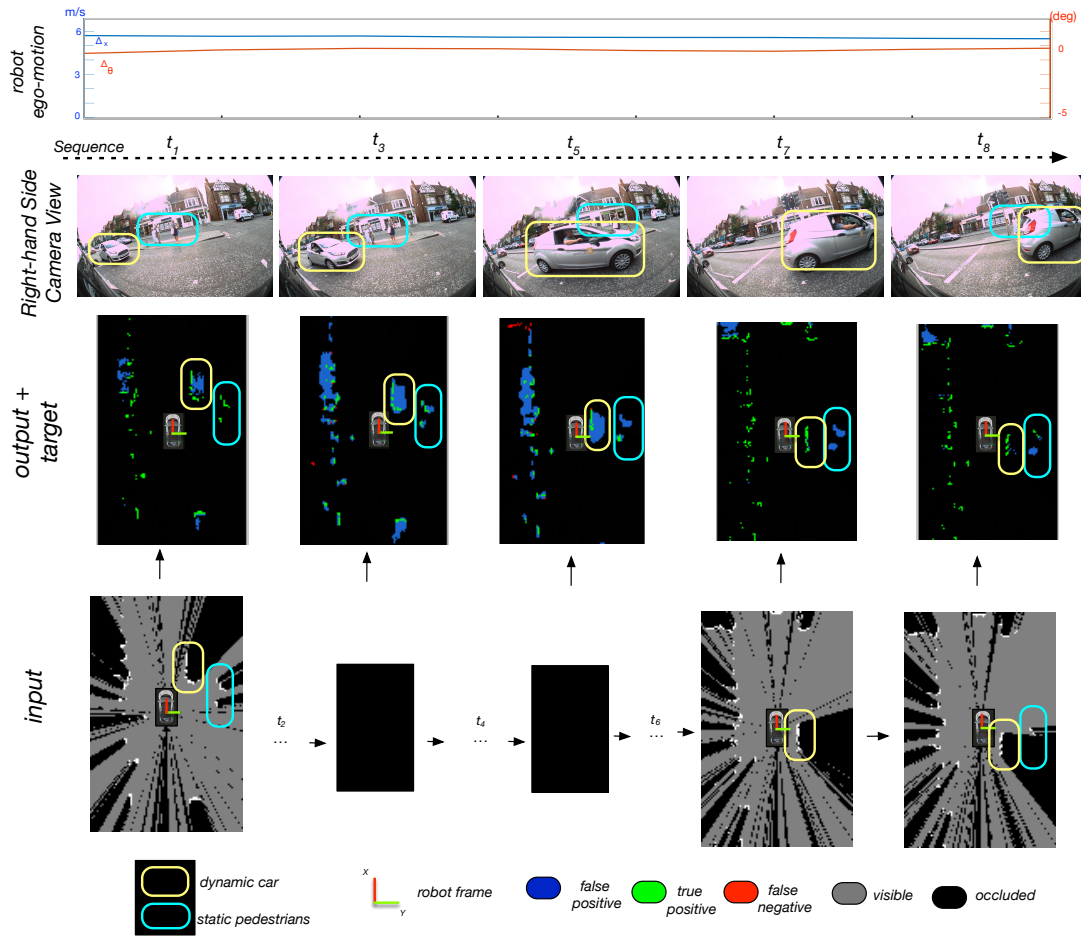 m/s
(deg)
6
3
0
Δx
Δθ
0
-5
robot
ego-motion
Sequence
t1
t3
t5
t7
t8
Right-hand Side
Camera View
output +
target
input
t2
...
t4
...
t6
...
dynamic car
static pedestrians
X
Y
robot frame
false
positive
true
positive
false
negative
visible
occluded